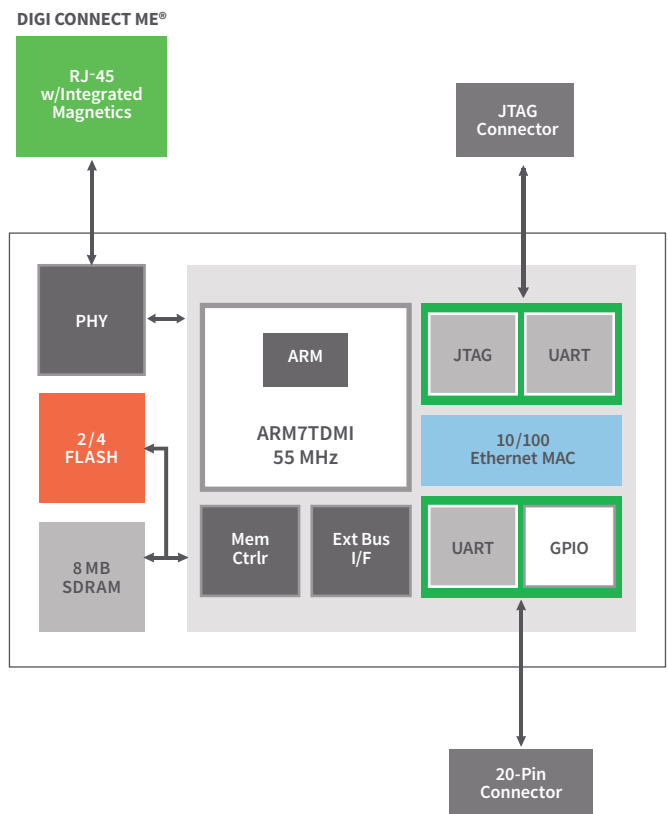 DIGI CONNECT ME®
RJ-45
w/Integrated
Magnetics
JTAG
Connector
PHY
ARM
ARM7TDMI
55 MHz
JTAG
UART
2/4
FLASH
10/100
Ethernet MAC
8 MB
SDRAM
Mem
Ctrlr
Ext Bus
I/F
UART
GPIO
20-Pin
Connector